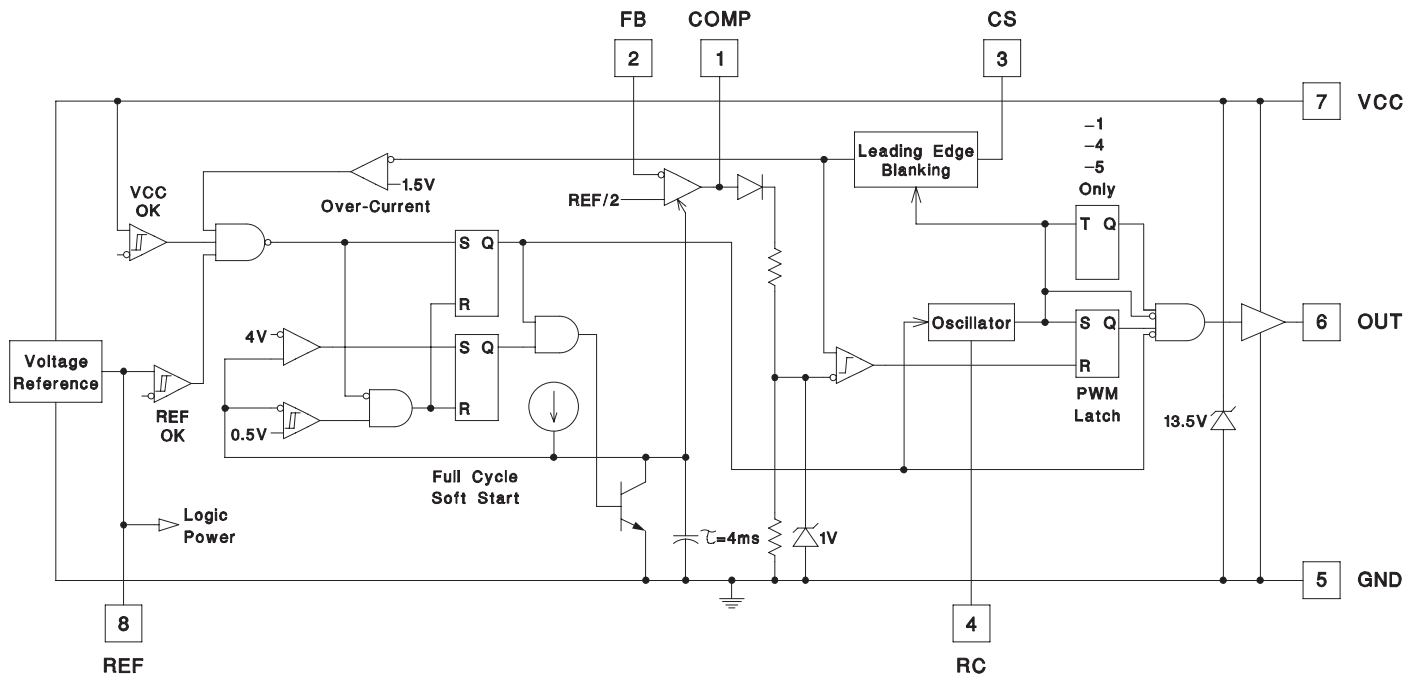 FB COMP CS
2 1 3
7 VCC
–1
–4
–5
Only
Leading Edge
Blanking
1.5V
Over-Current
REF/2
VCC
OK
S Q
R
T Q
4V
S Q
R
Oscillator
S Q
R
PWM
Latch
6 OUT
Voltage
Reference
REF
OK
0.5V
13.5V
Full Cycle
Soft Start
Logic
Power
τ=4ms
1V
5 GND
8
4
REF
RC